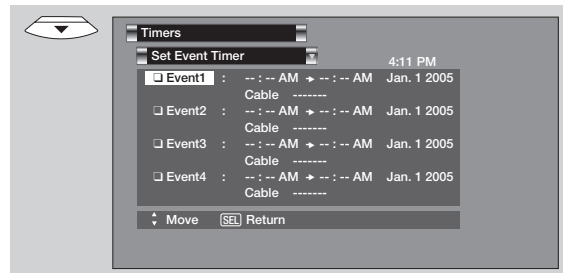 Timers
Set Event Timer
4:11 PM
❏ Event1 : -- : -- AM ➔ -- : -- AM Jan. 1 2005
Cable -------
❏ Event2 : -- : -- AM ➔ -- : -- AM Jan. 1 2005
Cable -------
❏ Event3 : -- : -- AM ➔ -- : -- AM Jan. 1 2005
Cable -------
❏ Event4 : -- : -- AM ➔ -- : -- AM Jan. 1 2005
Cable -------
Move SEL Return